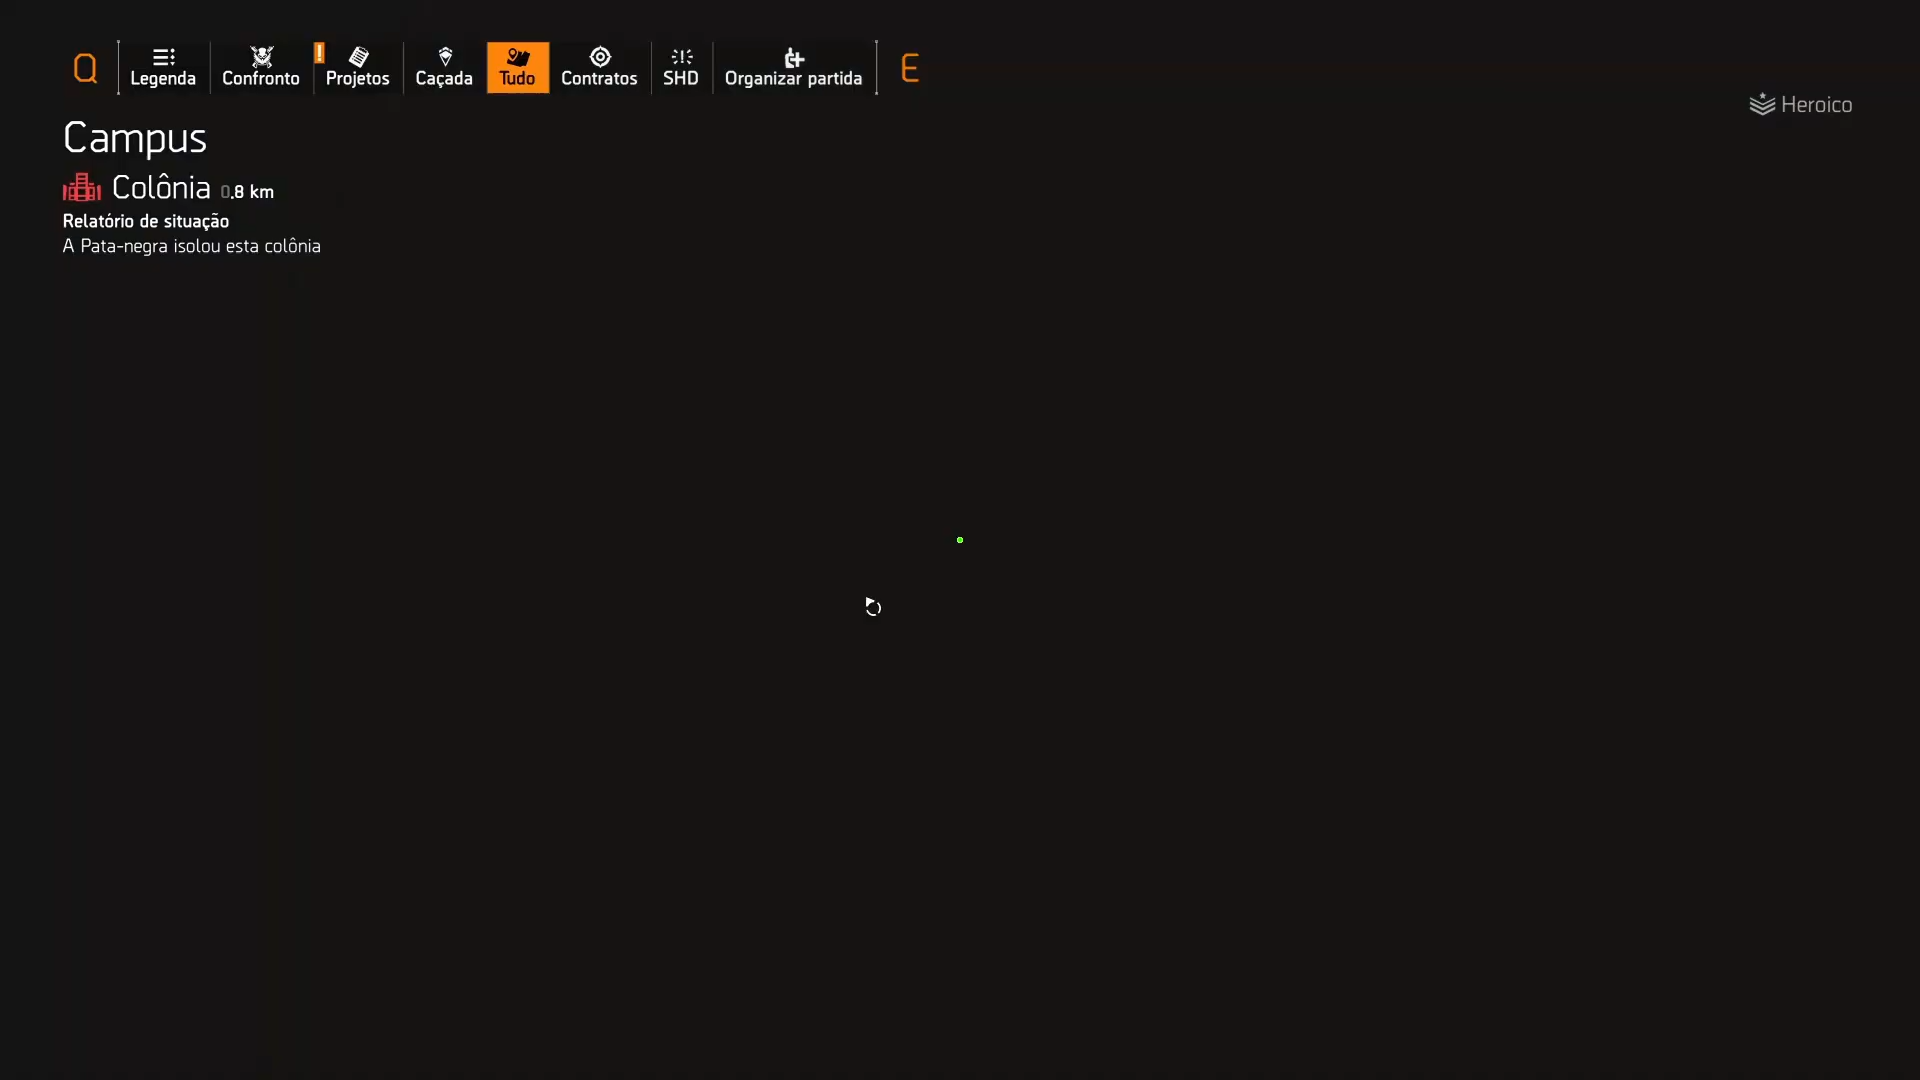 Q Legenda Confronto Projetos Caçada Tudo Contratos SHD Organizar partida E
Heroico
Campus
Colônia 0.8 km
Relatório de situação
A Pata-negra isolou esta colônia